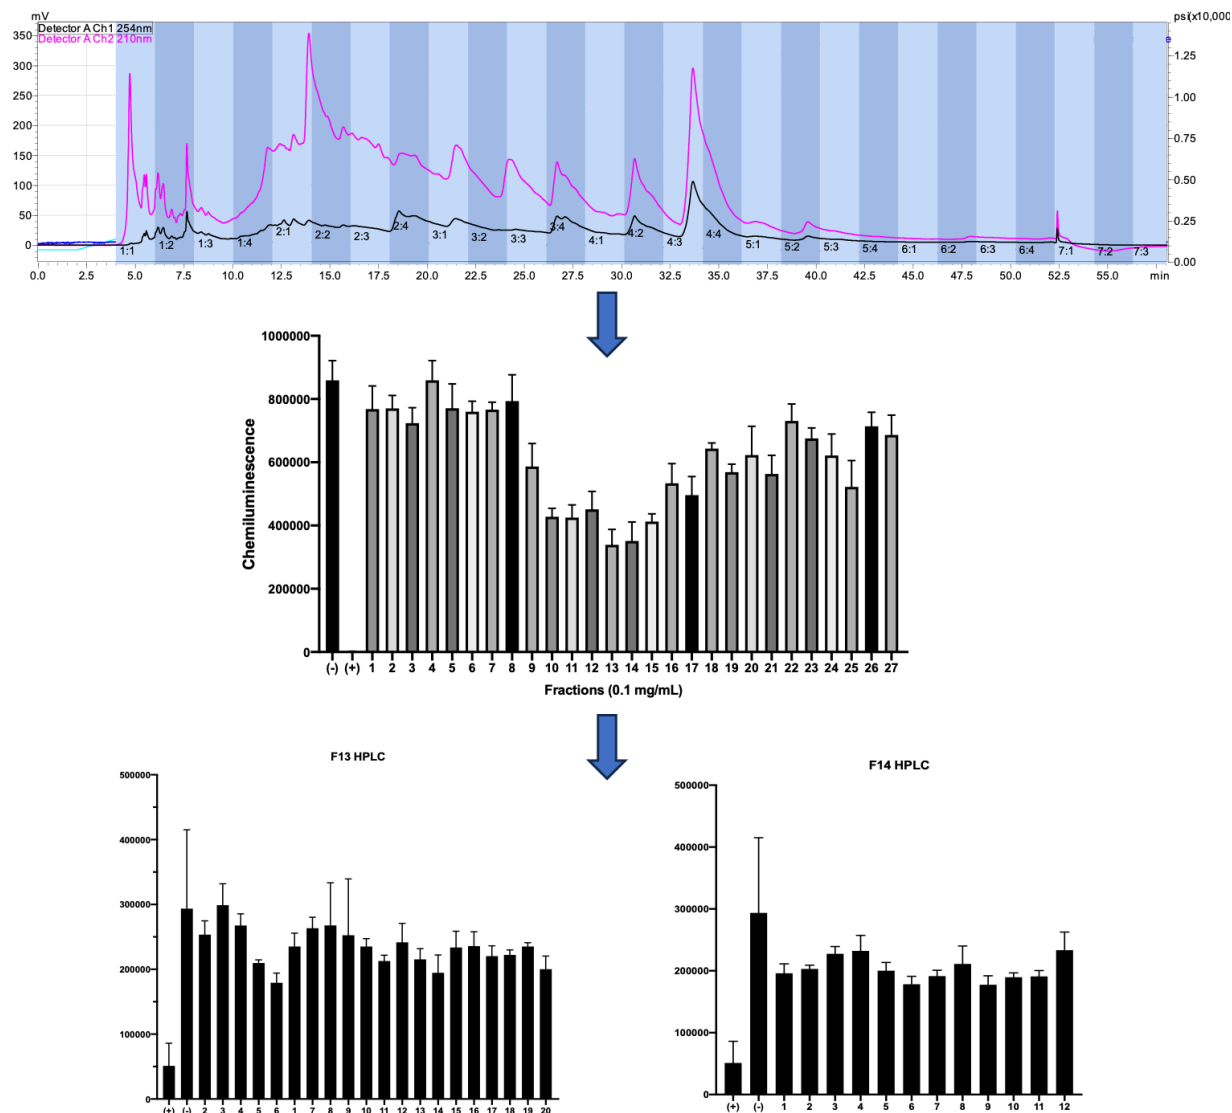 mV
psi(x10,000
Detector A Ch1 254nm
Detector A Ch2 210nm
350
300
250
200
150
100
50
0
1.25
1.00
0.75
0.50
0.25
0.00
1:1 1:2 1:3 1:4 2:1 2:2 2:3 2:4 3:1 3:2 3:3 3:4 4:1 4:2 4:3 4:4 5:1 5:2 5:3 5:4 6:1 6:2 6:3 6:4 7:1 7:2 7:3
0.0 2.5 5.0 7.5 10.0 12.5 15.0 17.5 20.0 22.5 25.0 27.5 30.0 32.5 35.0 37.5 40.0 42.5 45.0 47.5 50.0 52.5 55.0 min
1000000
800000
600000
400000
200000
0
Chemiluminescence
(-) (+) 1 2 3 4 5 6 7 8 9 10 11 12 13 14 15 16 17 18 19 20 21 22 23 24 25 26 27
Fractions (0.1 mg/mL)
F13 HPLC
500000
400000
300000
200000
100000
0
(+) (-) 2 3 4 5 6 1 7 8 9 10 11 12 13 14 15 16 17 18 19 20
F14 HPLC
500000
400000
300000
200000
100000
0
(+) (-) 1 2 3 4 5 6 7 8 9 10 11 12